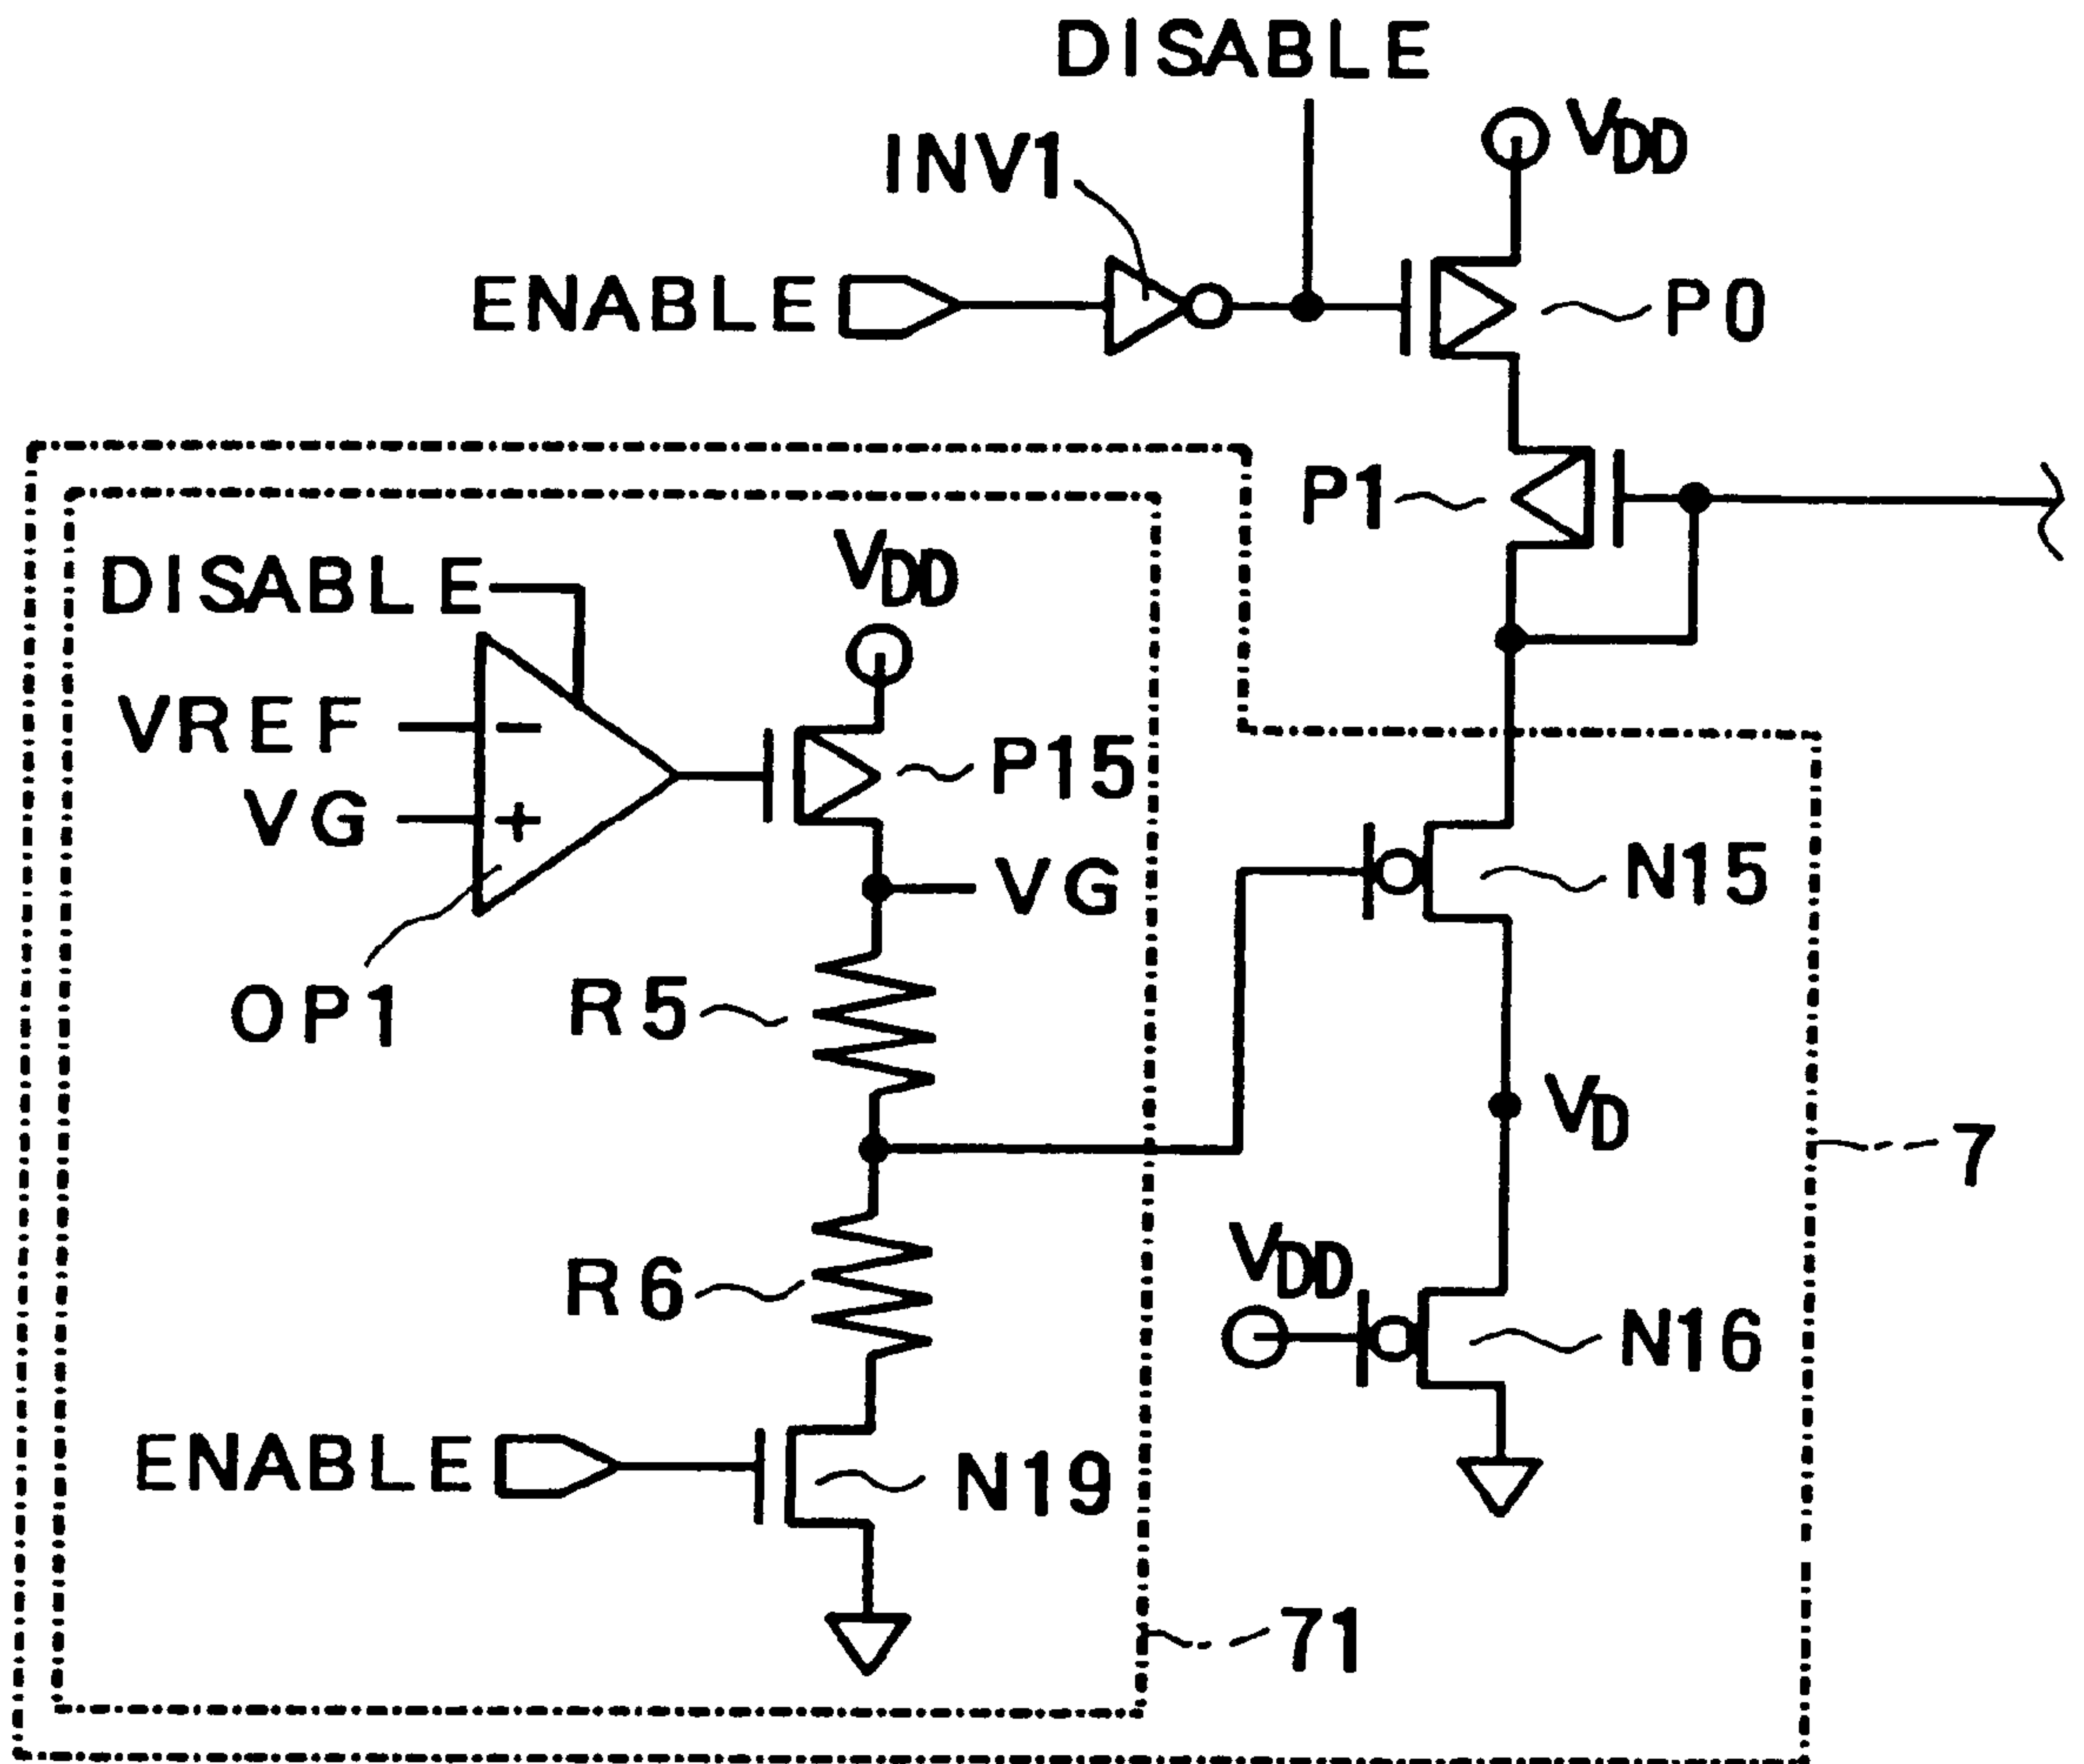 DISABLE
INV1
VDD
ENABLE
P0
P1
DISABLE
VDD
VREF
-
P15
VG
+
VG
N15
OP1
R5
VD
7
VDD
R6
N16
ENABLE
N19
71